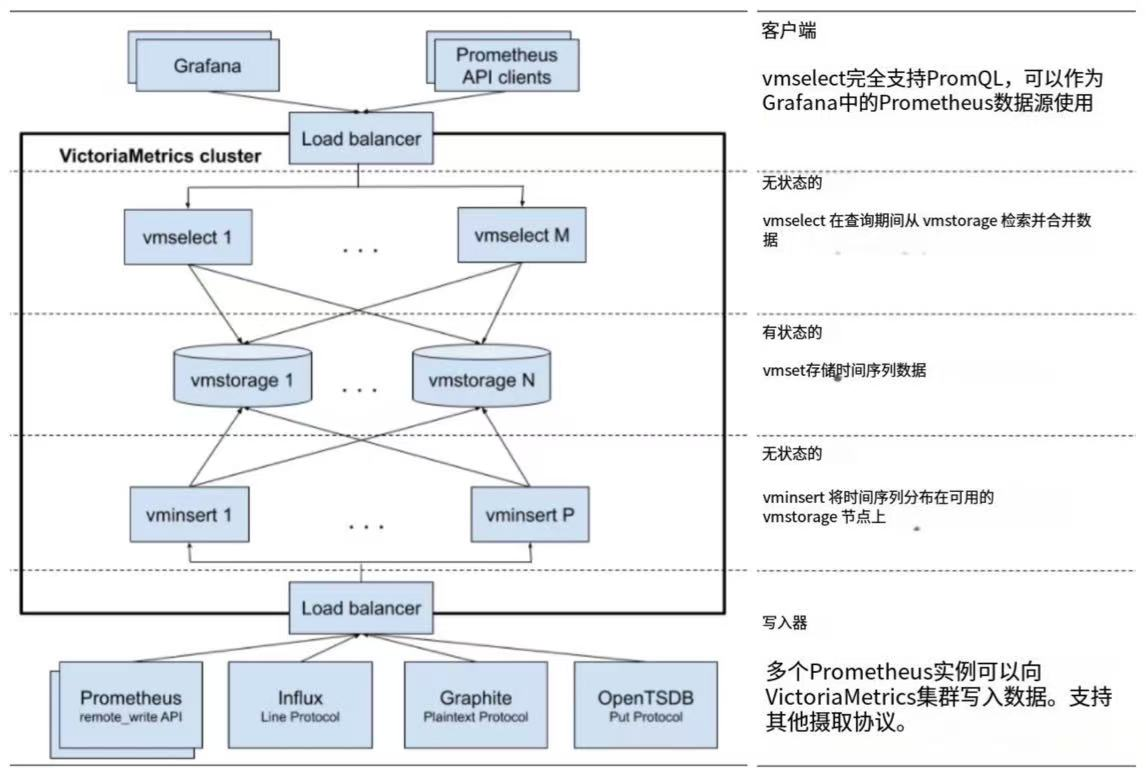 Grafana
Prometheus
API clients
Load balancer
VictoriaMetrics cluster
vmselect 1
. . .
vmselect M
vmstorage 1
. . .
vmstorage N
vminsert 1
. . .
vminsert P
Load balancer
Prometheus
remote_write API
Influx
Line Protocol
Graphite
Plaintext Protocol
OpenTSDB
Put Protocol
客户端
vmselect完全支持PromQL，可以作为
Grafana中的Prometheus数据源使用
无状态的
vmselect 在查询期间从 vmstorage 检索并合并数
据
有状态的
vmset存储时间序列数据
无状态的
vminsert 将时间序列分布在可用的
vmstorage 节点上
写入器
多个Prometheus实例可以向
VictoriaMetrics集群写入数据。支持
其他摄取协议。